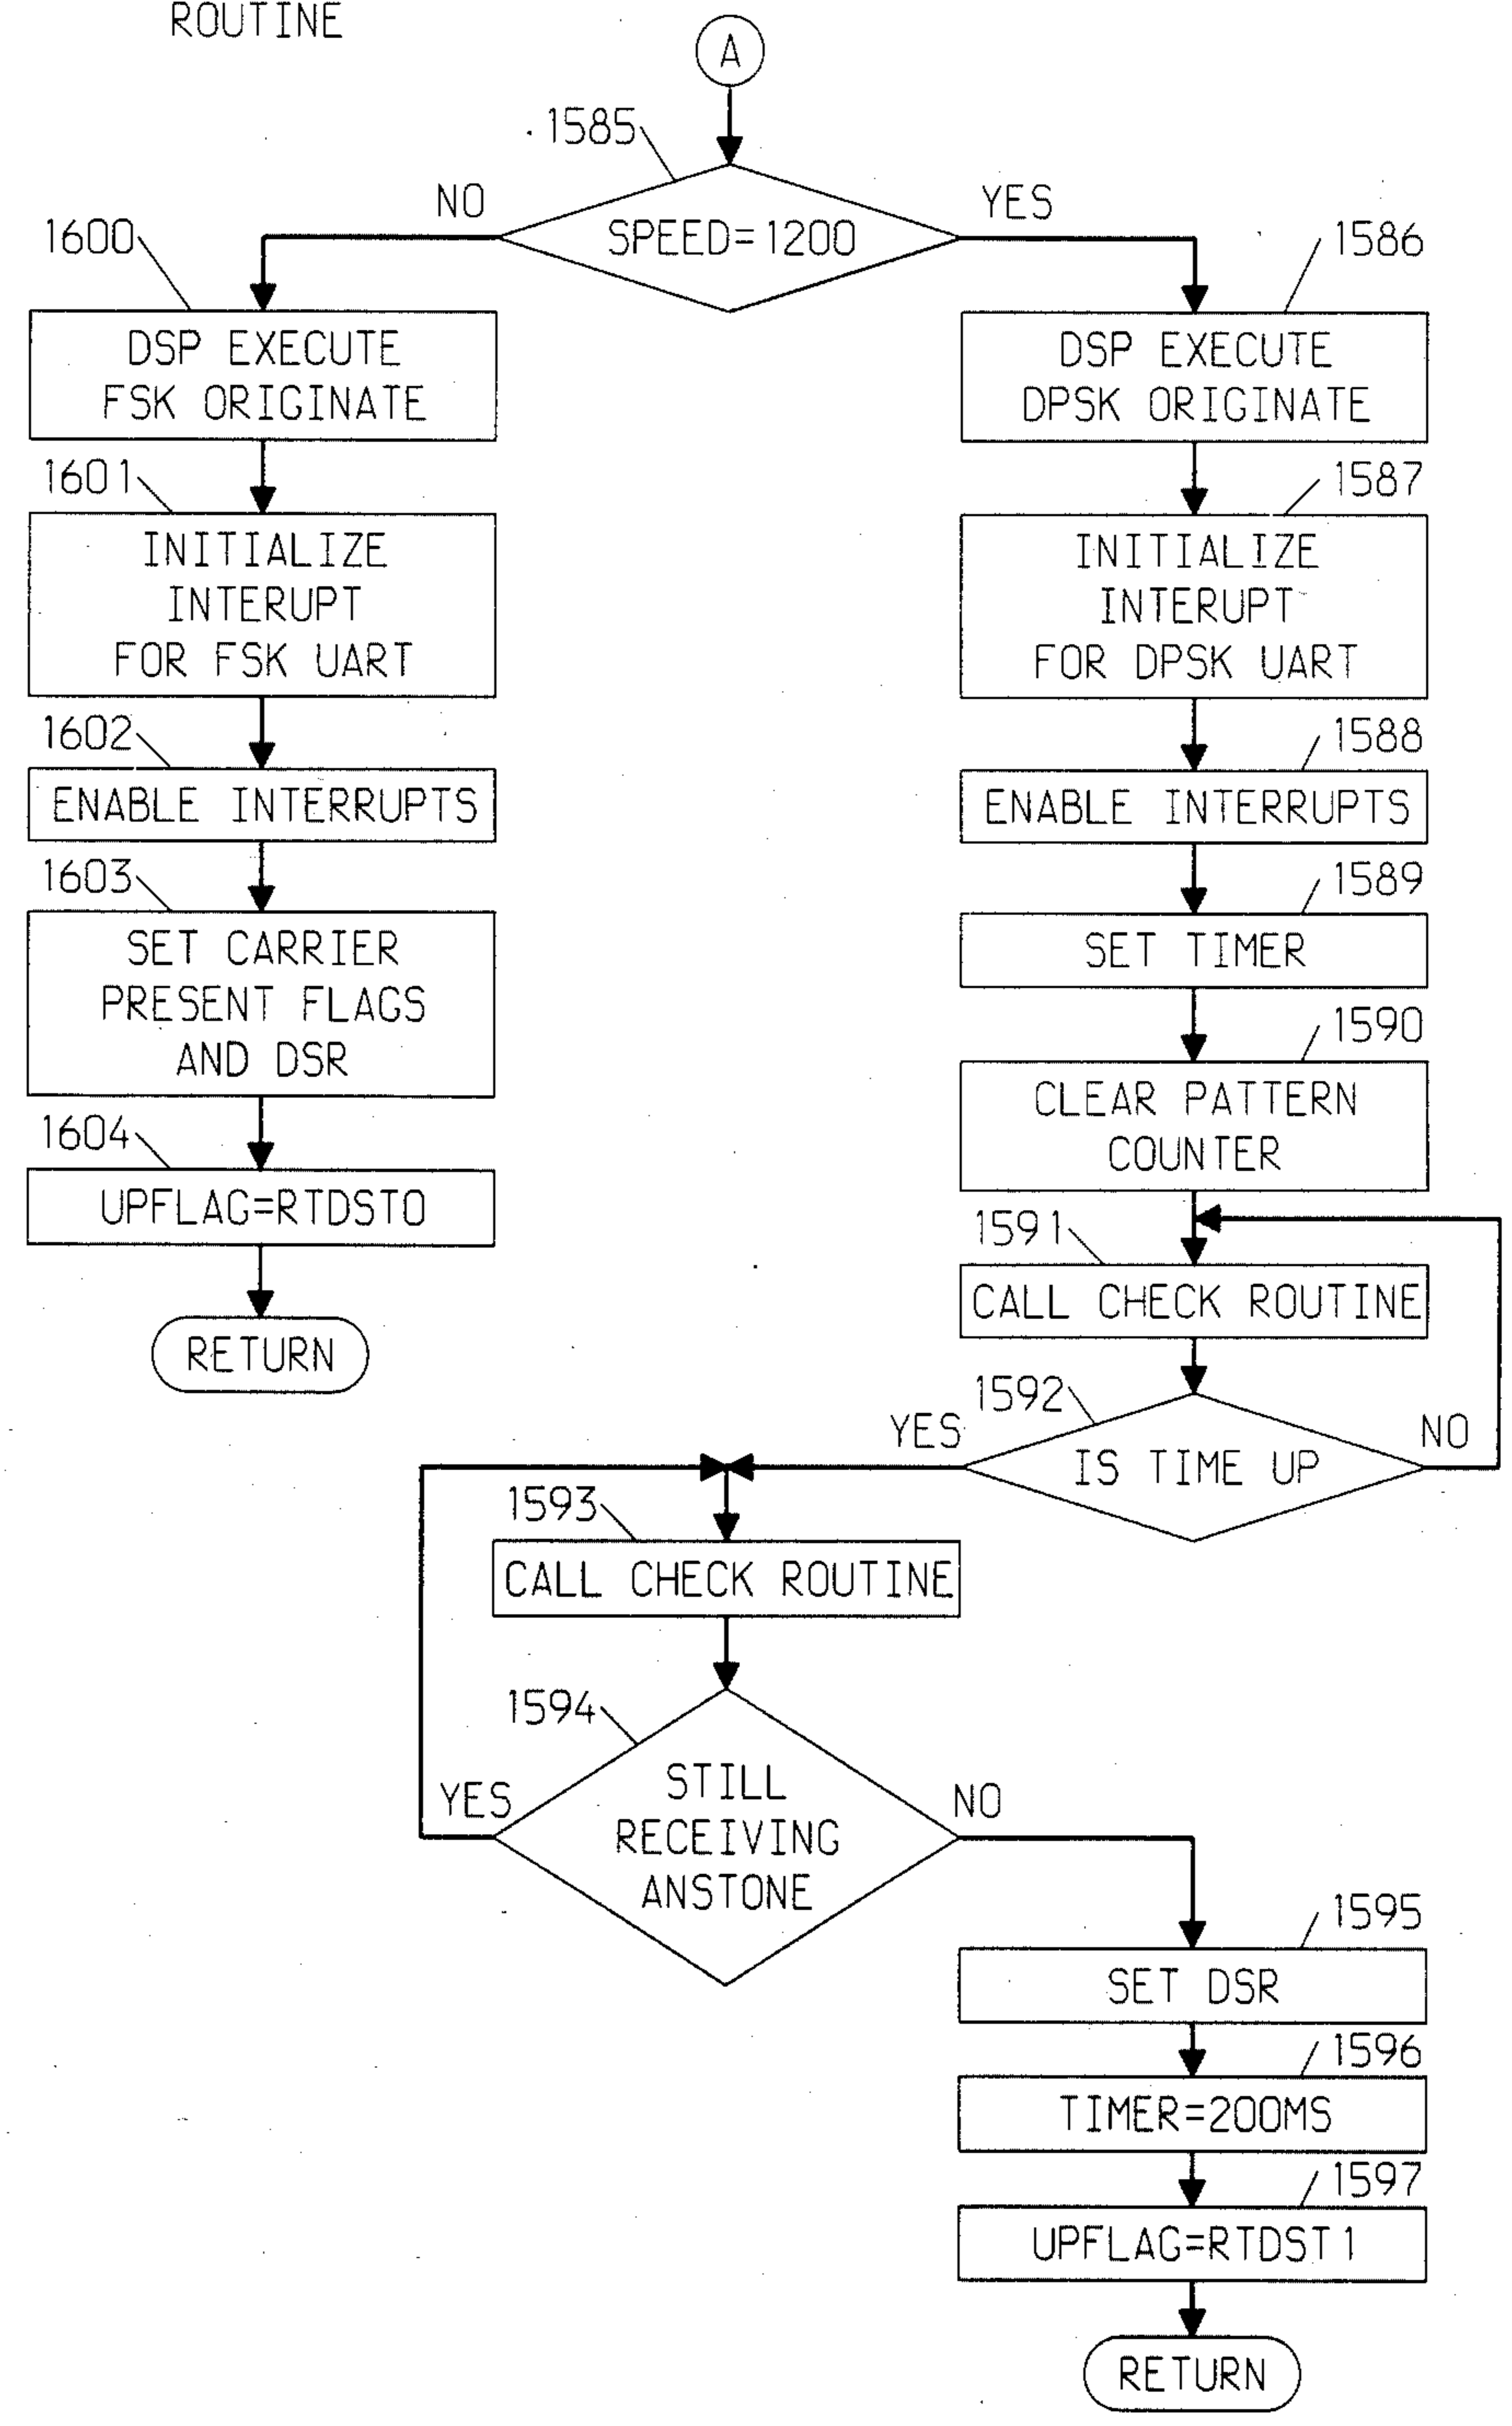 ROUTINE
A
1585
NO
SPEED=1200
YES
1600
DSP EXECUTE
FSK ORIGINATE
1601
INITIALIZE
INTERUPT
FOR FSK UART
1602
ENABLE INTERRUPTS
1603
SET CARRIER
PRESENT FLAGS
AND DSR
1604
UPFLAG=RTDST0
RETURN
1586
DSP EXECUTE
DPSK ORIGINATE
1587
INITIALIZE
INTERUPT
FOR DPSK UART
1588
ENABLE INTERRUPTS
1589
SET TIMER
1590
CLEAR PATTERN
COUNTER
1591
CALL CHECK ROUTINE
1592
YES
IS TIME UP
NO
1593
CALL CHECK ROUTINE
1594
YES
STILL
RECEIVING
ANSTONE
NO
1595
SET DSR
1596
TIMER=200MS
1597
UPFLAG=RTDST1
RETURN